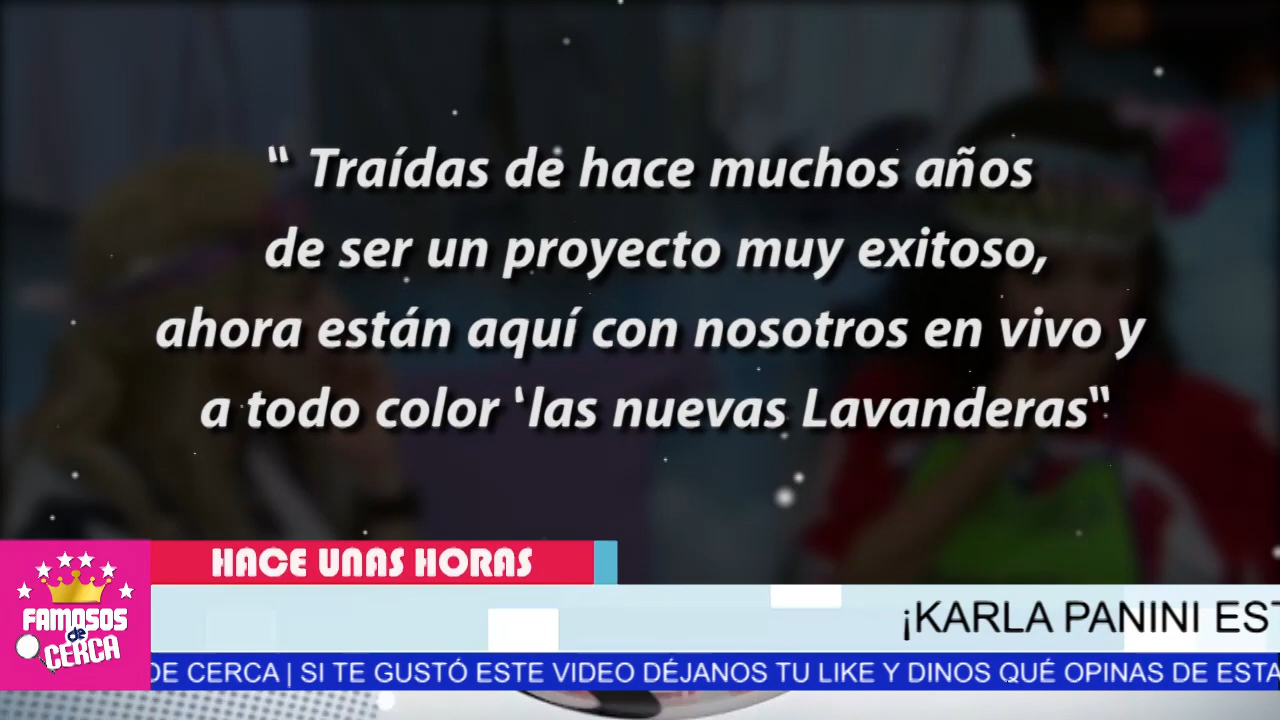 " Traídas de hace muchos años
de ser un proyecto muy exitoso,
ahora están aquí con nosotros en vivo y
a todo color 'las nuevas Lavanderas"
HACE UNAS HORAS
FAMOSOS
de
CERCA
¡KARLA PANINI EST
DE CERCA | SI TE GUSTÓ ESTE VIDEO DÉJANOS TU LIKE Y DINOS QUÉ OPINAS DE ESTA